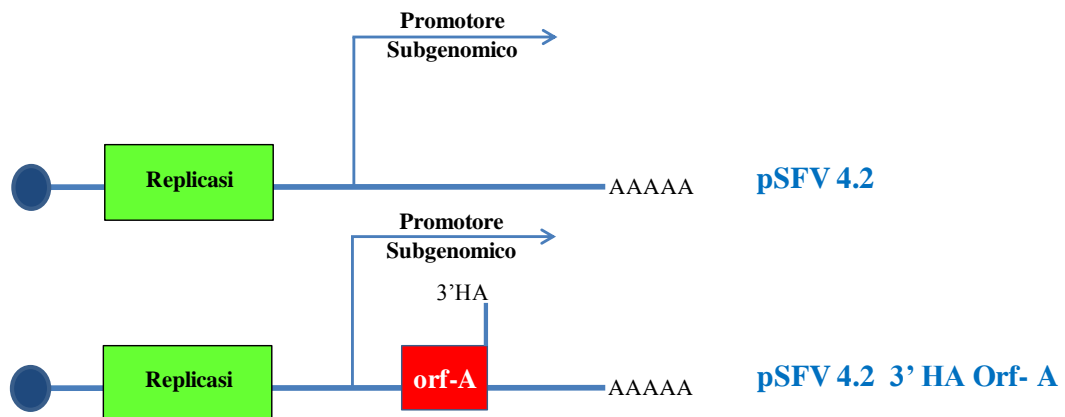 Promotore
Subgenomico
Replicasi
AAAAA
pSFV 4.2
Promotore
Subgenomico
3’HA
Replicasi
orf-A
AAAAA
pSFV 4.2 3’ HA Orf- A